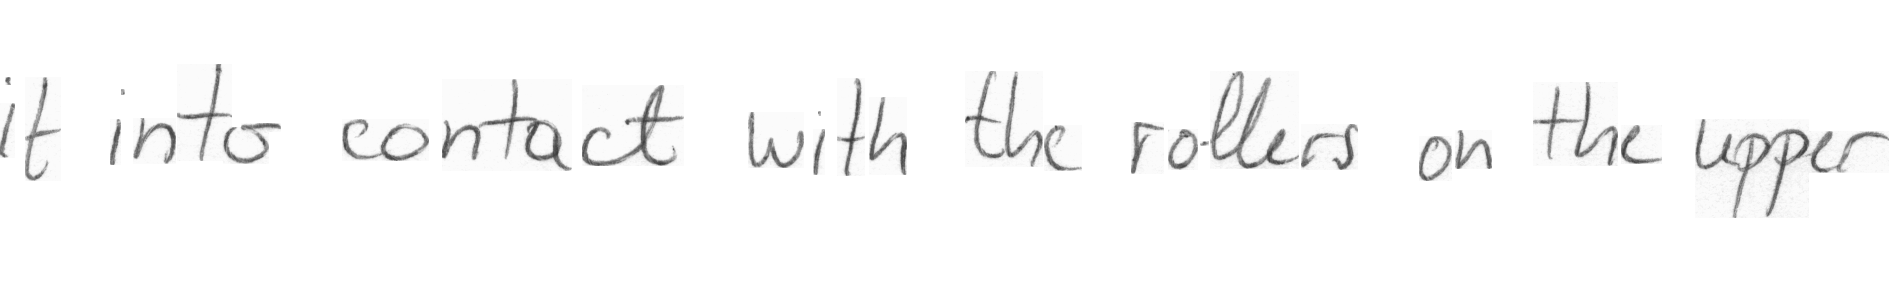 it into contact with the rollers on the upper